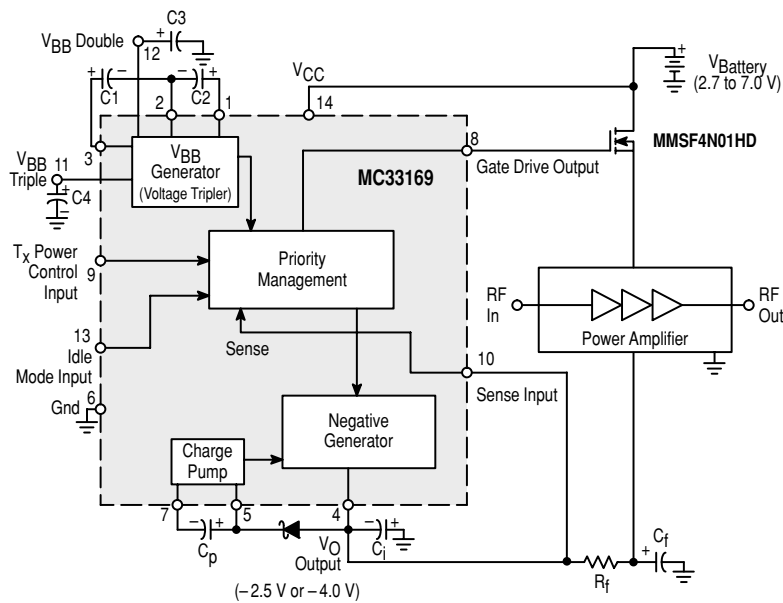 C3
V_BB Double
12
+
C1
C2
V_CC
V_Battery
(2.7 to 7.0 V)
2
1
14
3
8
MMSF4N01HD
V_BB
Triple
11
C4
V_BB
Generator
(Voltage Tripler)
MC33169
Gate Drive Output
T_x Power
Control
Input
9
Priority
Management
RF
In
RF
Out
Power Amplifier
13
Idle
Mode Input
Sense
10
Sense Input
6
Gnd
Negative
Generator
Charge
Pump
7
5
4
C_p
V_O
Output
C_i
R_f
C_f
(– 2.5 V or – 4.0 V)